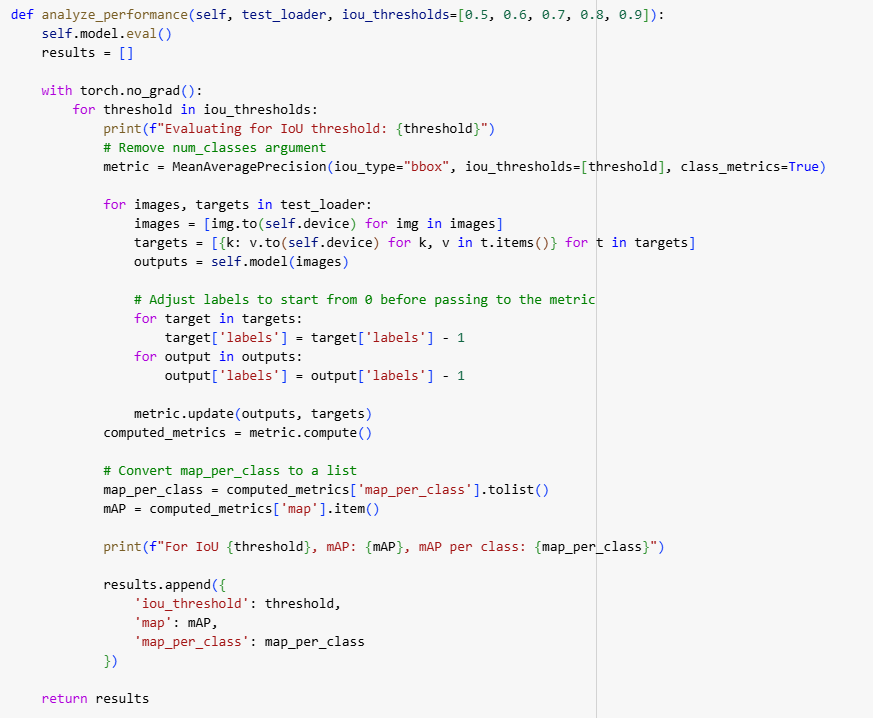 def analyze_performance(self, test_loader, iou_thresholds=[0.5, 0.6, 0.7, 0.8, 0.9]):
    self.model.eval()
    results = []

    with torch.no_grad():
        for threshold in iou_thresholds:
            print(f"Evaluating for IoU threshold: {threshold}")
            # Remove num_classes argument
            metric = MeanAveragePrecision(iou_type="bbox", iou_thresholds=[threshold], class_metrics=True)

            for images, targets in test_loader:
                images = [img.to(self.device) for img in images]
                targets = [{k: v.to(self.device) for k, v in t.items()} for t in targets]
                outputs = self.model(images)

                # Adjust labels to start from 0 before passing to the metric
                for target in targets:
                    target['labels'] = target['labels'] - 1
                for output in outputs:
                    output['labels'] = output['labels'] - 1

                metric.update(outputs, targets)
            computed_metrics = metric.compute()

            # Convert map_per_class to a list
            map_per_class = computed_metrics['map_per_class'].tolist()
            mAP = computed_metrics['map'].item()

            print(f"For IoU {threshold}, mAP: {mAP}, mAP per class: {map_per_class}")

            results.append({
                'iou_threshold': threshold,
                'map': mAP,
                'map_per_class': map_per_class
            })

    return results